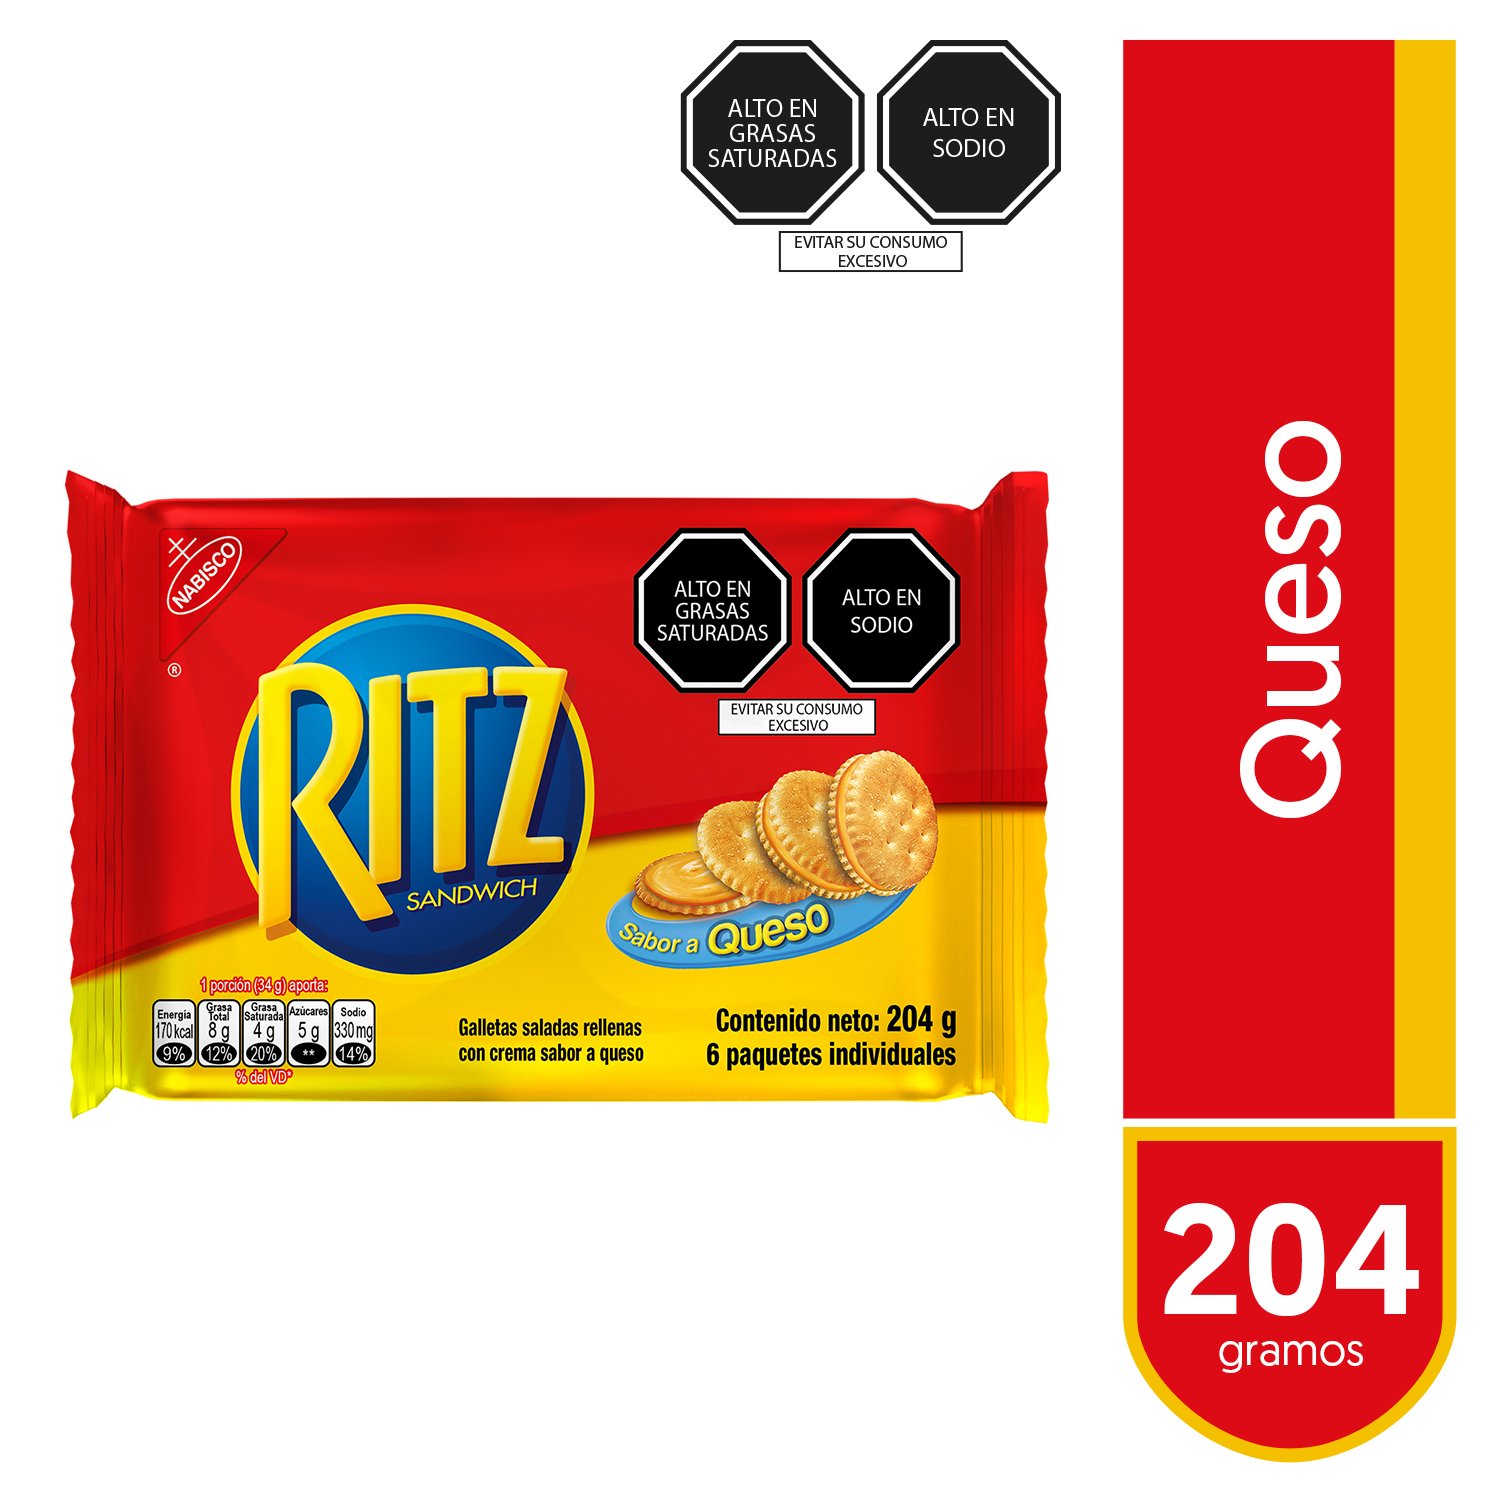 ALTO EN
GRASAS
SATURADAS
ALTO EN
SODIO
EVITAR SU CONSUMO
EXCESIVO
NABISCO
®
ALTO EN
GRASAS
SATURADAS
ALTO EN
SODIO
EVITAR SU CONSUMO
EXCESIVO
RITZ
SANDWICH
Sabor a Queso
1 porción (34 g) aporta:
Energía
170 kcal
9%
Grasa
Total
8 g
12%
Grasa
Saturada
4 g
20%
Azúcares
5 g
**
Sodio
330 mg
14%
% del VD*
Galletas saladas rellenas
con crema sabor a queso
Contenido neto: 204 g
6 paquetes individuales
Queso
204
gramos